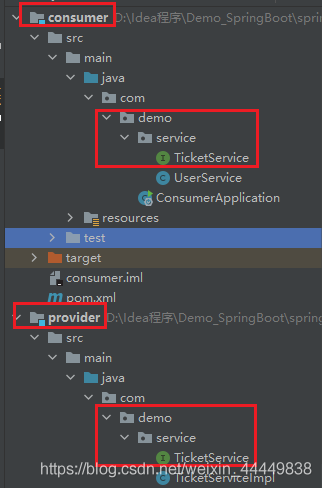 consumer D:\Idea程序\Demo_SpringBoot\spring
src
main
java
com
demo
service
TicketService
UserService
ConsumerApplication
resources
test
target
consumer.iml
pom.xml
provider D:\Idea程序\Demo_SpringBoot\spring
src
main
java
com
demo
service
TicketService
https://blog.csdn.net/weixin_44449838
TicketServiceImpl